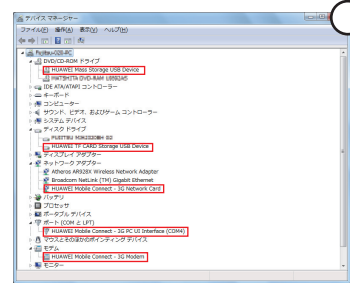 デバイス マネージャー
ファイル(F) 操作(A) 表示(V) ヘルプ(H)
Fujitsu-020-PC
DVD/CD-ROM ドライブ
HUAWEI Mass Storage USB Device
MATSHITA DVD-RAM
IDE ATA/ATAPI コントローラー
キーボード
コンピューター
サウンド、ビデオ、およびゲーム コントローラー
システム デバイス
ディスク ドライブ
HUAWEI TF CARD Storage USB Device
ディスプレイ アダプター
ネットワーク アダプター
Atheros AR928X Wireless Network Adapter
Broadcom NetLink (TM) Gigabit Ethernet
HUAWEI Mobile Connect - 3G Network Card
バッテリ
プロセッサ
ポータブル デバイス
ポート (COM と LPT)
HUAWEI Mobile Connect - 3G PC UI Interface (COM4)
マウスとそのほかのポインティング デバイス
モデム
HUAWEI Mobile Connect - 3G Modem
モニター